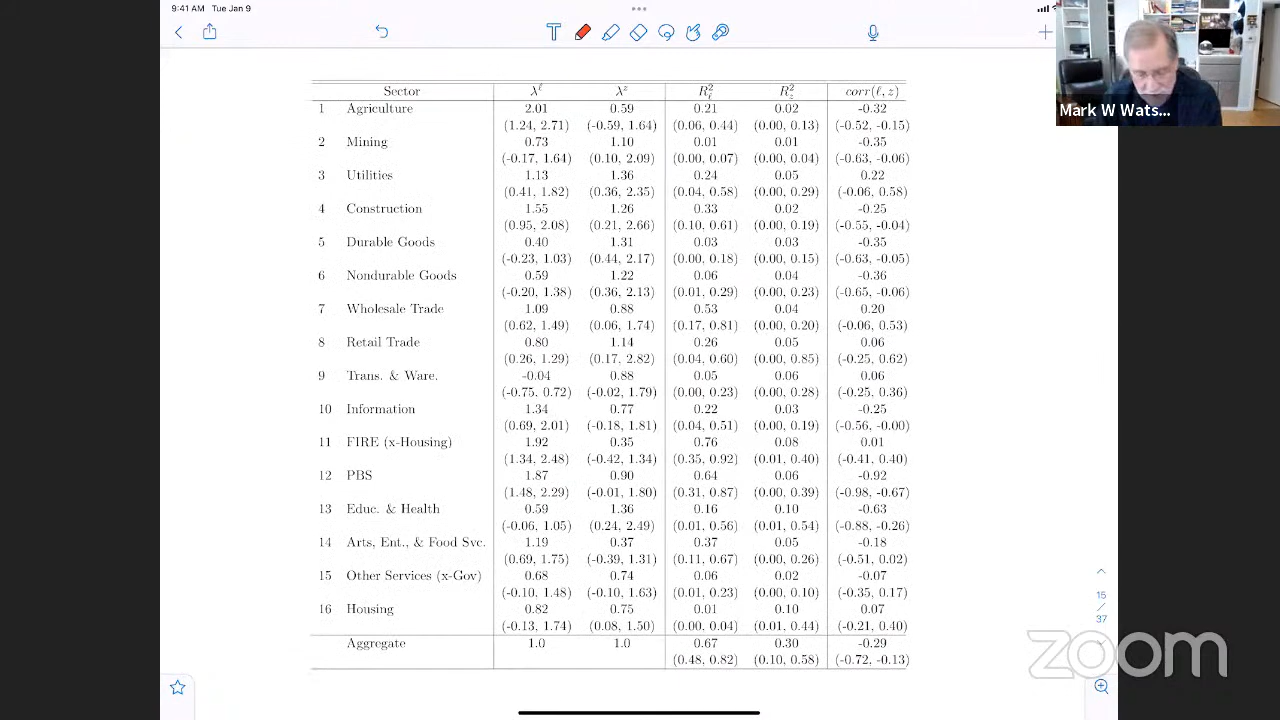 9:41 AM Tue Jan 9
Sector λℓ λz R²ℓ R²z corr(ℓ, z)
1 Agriculture 2.01 0.59 0.21 0.02 -0.32
(1.24, 2.71) (-0.59, 1.64) (0.06, 0.44) (0.00, 0.13) (-0.52, -0.15)
2 Mining 0.73 1.10 0.01 0.01 -0.35
(-0.17, 1.64) (0.10, 2.09) (0.00, 0.07) (0.00, 0.04) (-0.63, -0.06)
3 Utilities 1.13 1.36 0.24 0.05 0.22
(0.41, 1.82) (0.36, 2.35) (0.04, 0.58) (0.00, 0.29) (-0.06, 0.58)
4 Construction 1.55 1.26 0.33 0.02 -0.25
(0.95, 2.08) (0.21, 2.66) (0.10, 0.61) (0.00, 0.19) (-0.55, -0.04)
5 Durable Goods 0.40 1.31 0.03 0.03 -0.35
(-0.23, 1.03) (0.44, 2.17) (0.00, 0.18) (0.00, 0.15) (-0.63, -0.05)
6 Nondurable Goods 0.59 1.22 0.06 0.04 -0.36
(-0.20, 1.38) (0.36, 2.13) (0.01, 0.29) (0.00, 0.23) (-0.65, -0.06)
7 Wholesale Trade 1.09 0.88 0.53 0.04 0.20
(0.62, 1.49) (0.06, 1.74) (0.17, 0.81) (0.00, 0.20) (-0.06, 0.53)
8 Retail Trade 0.80 1.14 0.26 0.05 0.06
(0.26, 1.29) (0.17, 2.82) (0.04, 0.60) (0.00, 0.85) (-0.25, 0.62)
9 Trans. & Ware. -0.04 0.88 0.05 0.06 0.06
(-0.75, 0.72) (-0.02, 1.79) (0.00, 0.23) (0.00, 0.28) (-0.25, 0.36)
10 Information 1.34 0.77 0.22 0.03 -0.25
(0.69, 2.01) (-0.18, 1.81) (0.04, 0.51) (0.00, 0.19) (-0.56, -0.00)
11 FIRE (x-Housing) 1.92 0.35 0.76 0.08 0.01
(1.34, 2.48) (-0.42, 1.34) (0.35, 0.92) (0.01, 0.40) (-0.41, 0.40)
12 PBS 1.87 0.90 0.64 0.06 -0.92
(1.48, 2.29) (-0.01, 1.80) (0.31, 0.87) (0.00, 0.39) (-0.98, -0.67)
13 Educ. & Health 0.59 1.36 0.16 0.10 -0.63
(-0.06, 1.05) (0.24, 2.49) (0.01, 0.56) (0.01, 0.54) (-0.88, -0.26)
14 Arts, Ent., & Food Svc. 1.19 0.37 0.37 0.05 -0.18
(0.69, 1.75) (-0.39, 1.31) (0.11, 0.67) (0.00, 0.26) (-0.51, 0.02)
15 Other Services (x-Gov) 0.68 0.74 0.06 0.02 -0.07
(-0.10, 1.48) (-0.10, 1.63) (0.01, 0.23) (0.00, 0.10) (-0.35, 0.17)
16 Housing 0.82 0.75 0.01 0.10 0.07
(-0.13, 1.74) (0.08, 1.50) (0.00, 0.04) (0.01, 0.44) (-0.21, 0.40)
Aggregate 1.0 1.0 0.67 0.30 -0.29
(0.48, 0.82) (0.10, 0.58) (-0.72, -0.13)
Mark W Wats...
15
/
37
zoom